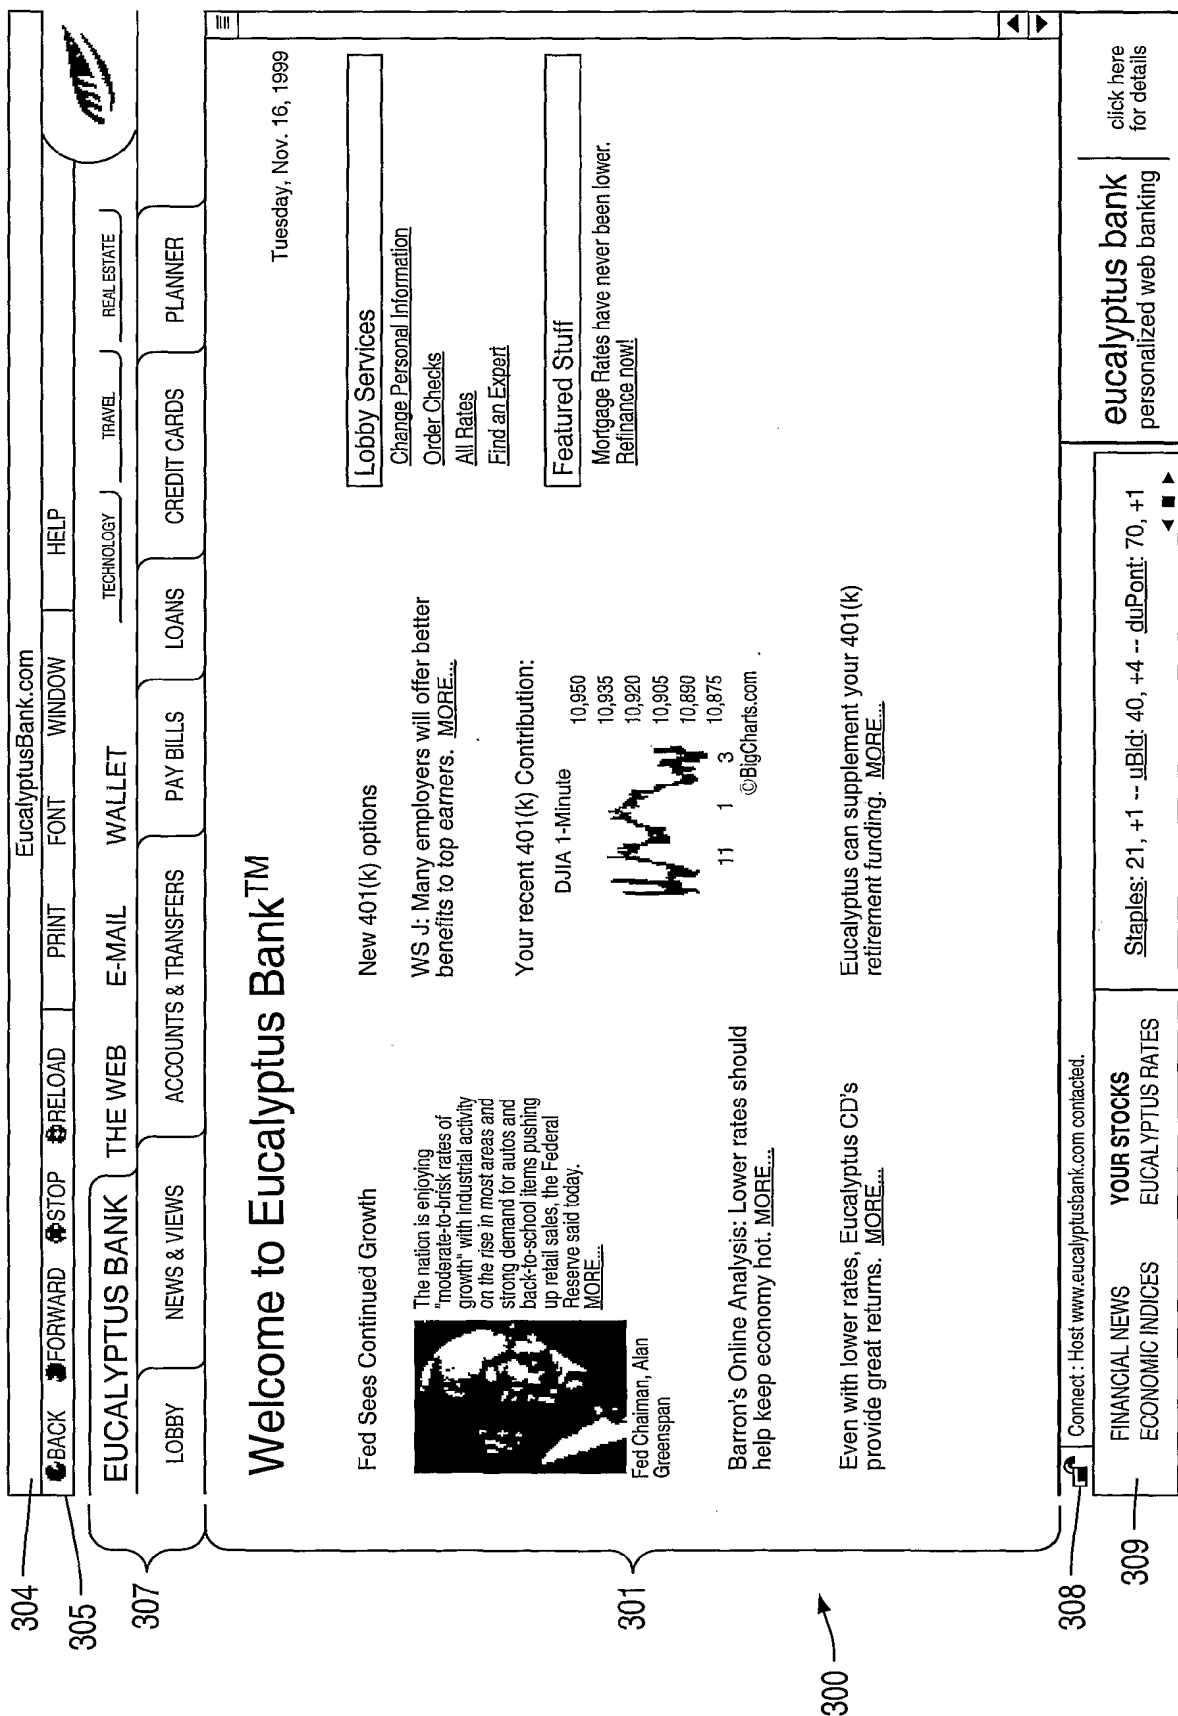 EucalyptusBank.com
BACK FORWARD STOP RELOAD PRINT FONT WINDOW HELP
EUCALYPTUS BANK THE WEB E-MAIL WALLET TECHNOLOGY TRAVEL REAL ESTATE
LOBBY NEWS & VIEWS ACCOUNTS & TRANSFERS PAY BILLS LOANS CREDIT CARDS PLANNER
Welcome to Eucalyptus Bank™
Tuesday, Nov. 16, 1999
Fed Sees Continued Growth
The nation is enjoying
"moderate-to-brisk rates of
growth" with industrial activity
on the rise in most areas and
strong demand for autos and
back-to-school items pushing
up retail sales, the Federal
Reserve said today.
MORE...
Fed Chaiman, Alan
Greenspan
Barron's Online Analysis: Lower rates should
help keep economy hot. MORE...
Even with lower rates, Eucalyptus CD's
provide great returns. MORE...
New 401(k) options
WS J: Many employers will offer better
benefits to top earners. MORE...
Your recent 401(k) Contribution:
DJIA 1-Minute
10,950
10,935
10,920
10,905
10,890
10,875
11 1 3
©BigCharts.com
Eucalyptus can supplement your 401(k)
retirement funding. MORE...
Lobby Services
Change Personal Information
Order Checks
All Rates
Find an Expert
Featured Stuff
Mortgage Rates have never been lower.
Refinance now!
Connect : Host www.eucalyptusbank.com contacted.
FINANCIAL NEWS YOUR STOCKS
ECONOMIC INDICES EUCALYPTUS RATES
Staples: 21, +1 -- uBid: 40, +4 -- duPont: 70, +1
eucalyptus bank
personalized web banking
click here
for details
304
305
307
301
300
308
309